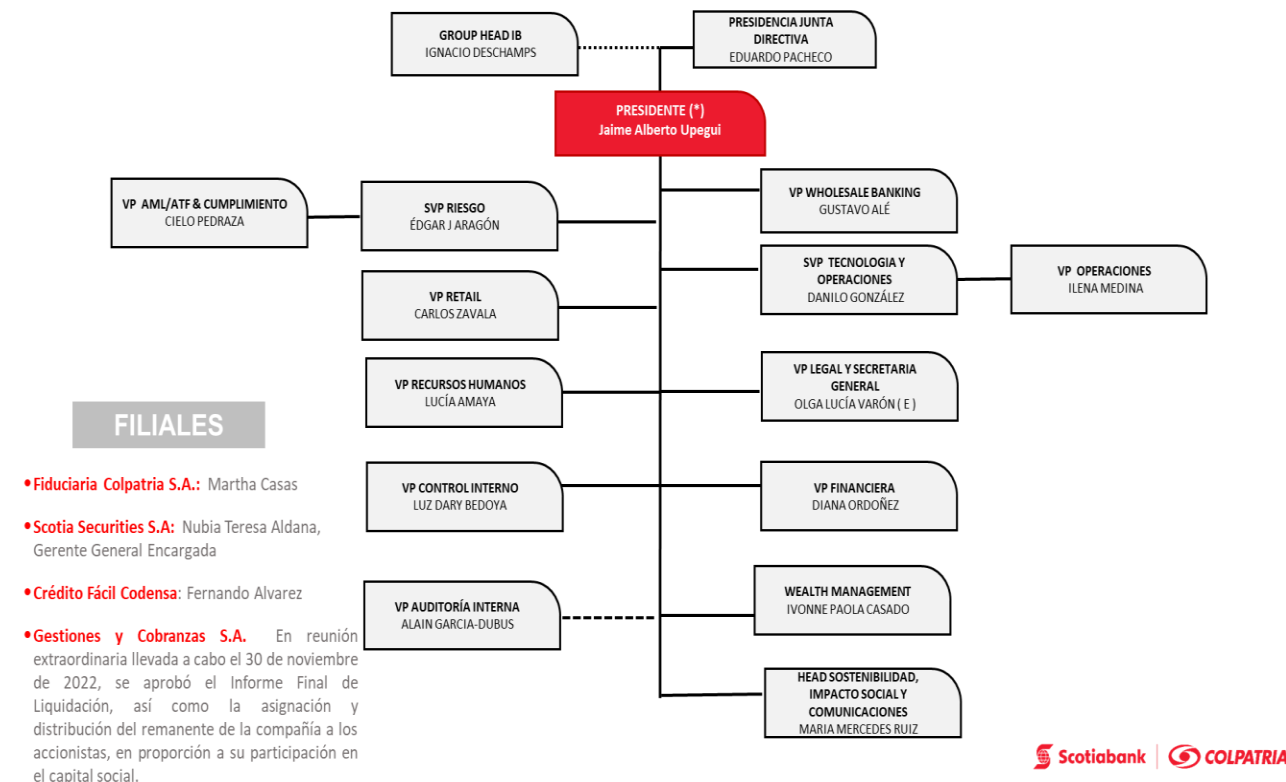 GROUP HEAD IB
IGNACIO DESCHAMPS
PRESIDENCIA JUNTA
DIRECTIVA
EDUARDO PACHECO
PRESIDENTE (*)
Jaime Alberto Upegui
VP AML/ATF & CUMPLIMIENTO
CIELO PEDRAZA
SVP RIESGO
ÉDGAR J ARAGÓN
VP WHOLESALE BANKING
GUSTAVO ALÉ
SVP TECNOLOGIA Y
OPERACIONES
DANILO GONZÁLEZ
VP OPERACIONES
ILENA MEDINA
VP RETAIL
CARLOS ZAVALA
VP RECURSOS HUMANOS
LUCÍA AMAYA
VP LEGAL Y SECRETARIA
GENERAL
OLGA LUCÍA VARÓN ( E )
VP CONTROL INTERNO
LUZ DARY BEDOYA
VP FINANCIERA
DIANA ORDOÑEZ
VP AUDITORÍA INTERNA
ALAIN GARCIA-DUBUS
WEALTH MANAGEMENT
IVONNE PAOLA CASADO
HEAD SOSTENIBILIDAD,
IMPACTO SOCIAL Y
COMUNICACIONES
MARIA MERCEDES RUIZ
FILIALES
•Fiduciaria Colpatria S.A.: Martha Casas
•Scotia Securities S.A: Nubia Teresa Aldana,
Gerente General Encargada
•Crédito Fácil Codensa: Fernando Alvarez
•Gestiones y Cobranzas S.A. En reunión
extraordinaria llevada a cabo el 30 de noviembre
de 2022, se aprobó el Informe Final de
Liquidación, así como la asignación y
distribución del remanente de la compañía a los
accionistas, en proporción a su participación en
el capital social.
Scotiabank | COLPATRIA